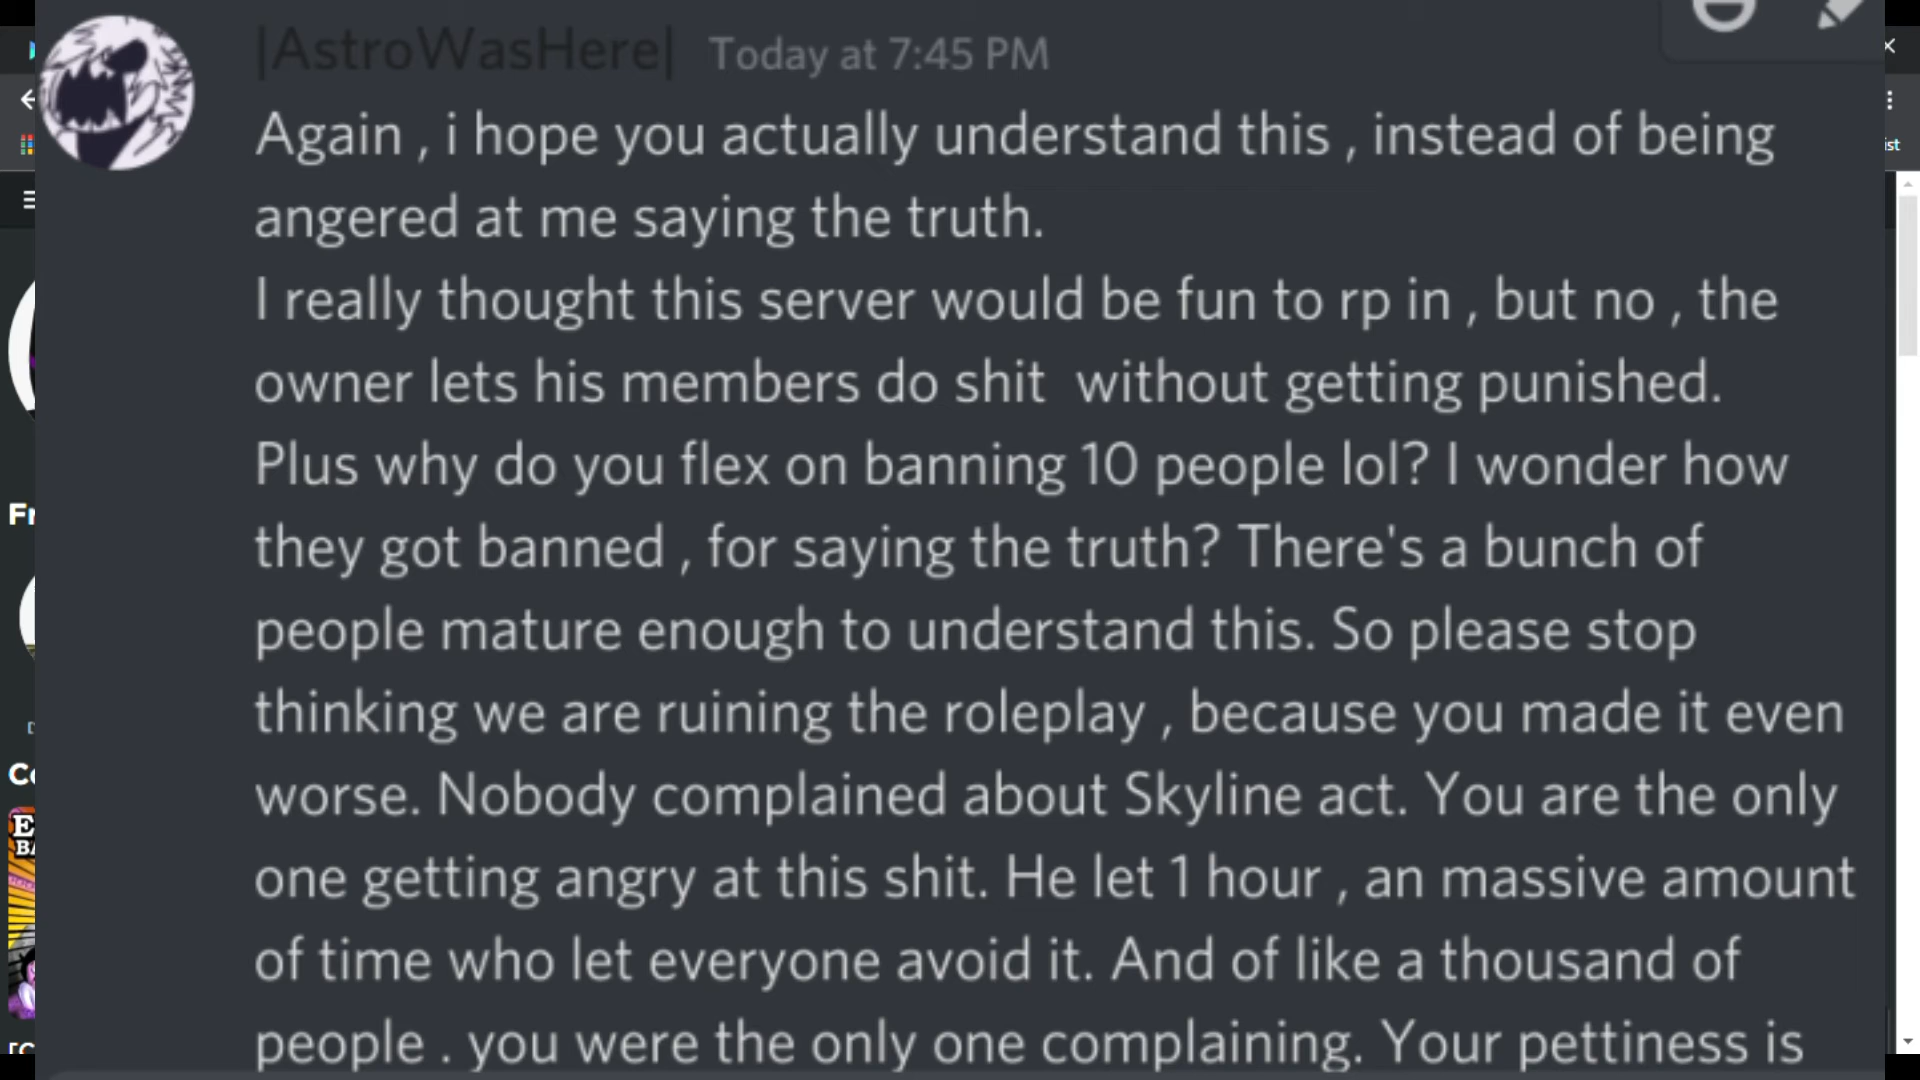 |AstroWasHere| Today at 7:45 PM
Again , i hope you actually understand this , instead of being
angered at me saying the truth.
I really thought this server would be fun to rp in , but no , the
owner lets his members do shit  without getting punished.
Plus why do you flex on banning 10 people lol? I wonder how
they got banned , for saying the truth? There's a bunch of
people mature enough to understand this. So please stop
thinking we are ruining the roleplay , because you made it even
worse. Nobody complained about Skyline act. You are the only
one getting angry at this shit. He let 1 hour , an massive amount
of time who let everyone avoid it. And of like a thousand of
people . you were the only one complaining. Your pettiness is